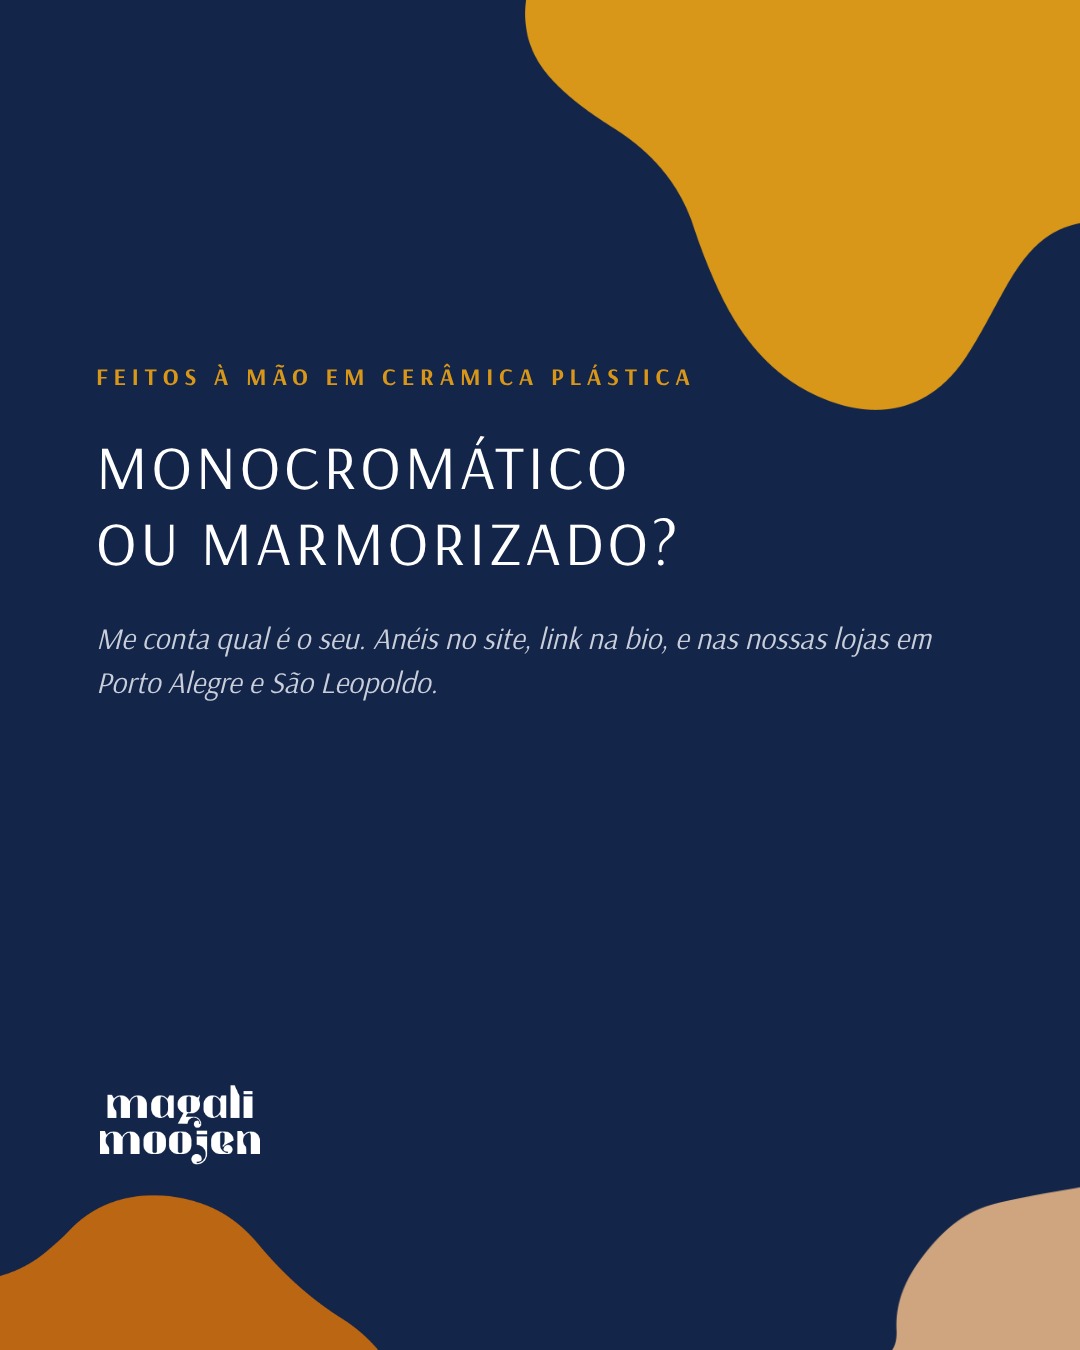 FEITOS À MÃO EM CERÂMICA PLÁSTICA
MONOCROMÁTICO
OU MARMORIZADO?
Me conta qual é o seu. Anéis no site, link na bio, e nas nossas lojas em
Porto Alegre e São Leopoldo.
magali
moojen